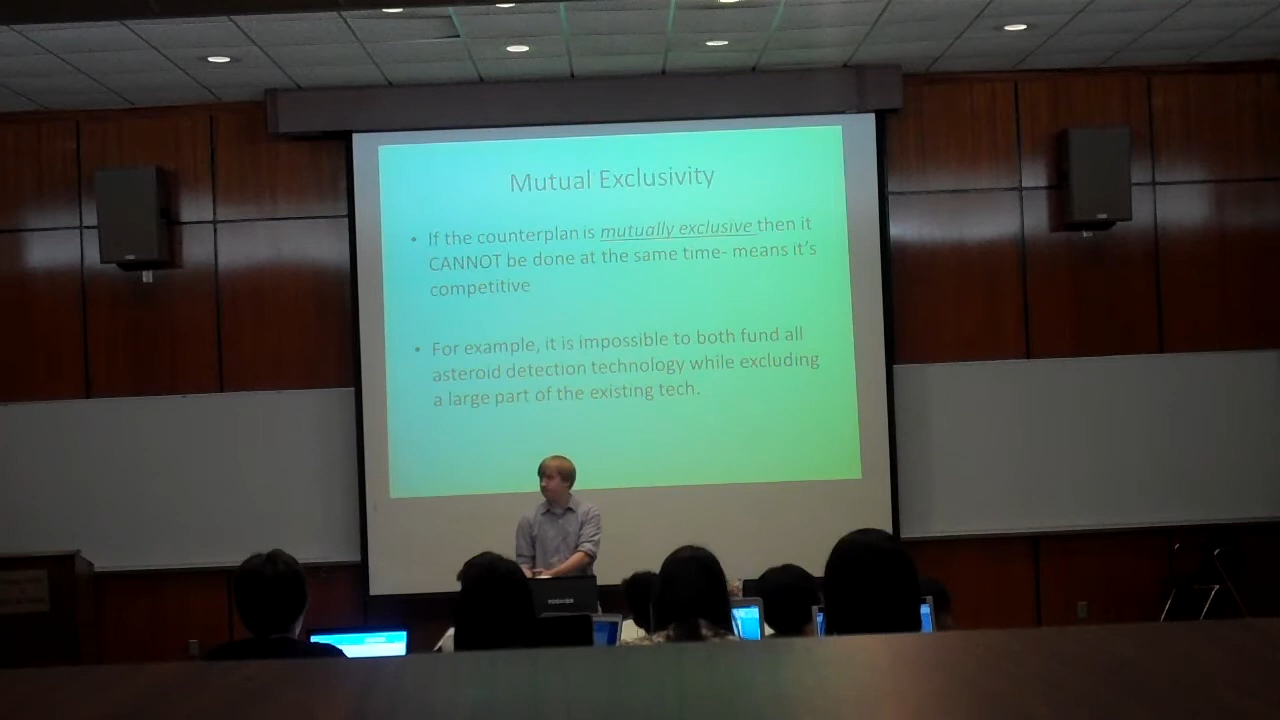 Mutual Exclusivity
• If the counterplan is mutually exclusive then it
CANNOT be done at the same time- means it's
competitive
• For example, it is impossible to both fund all
asteroid detection technology while excluding
a large part of the existing tech.
TOSHIBA